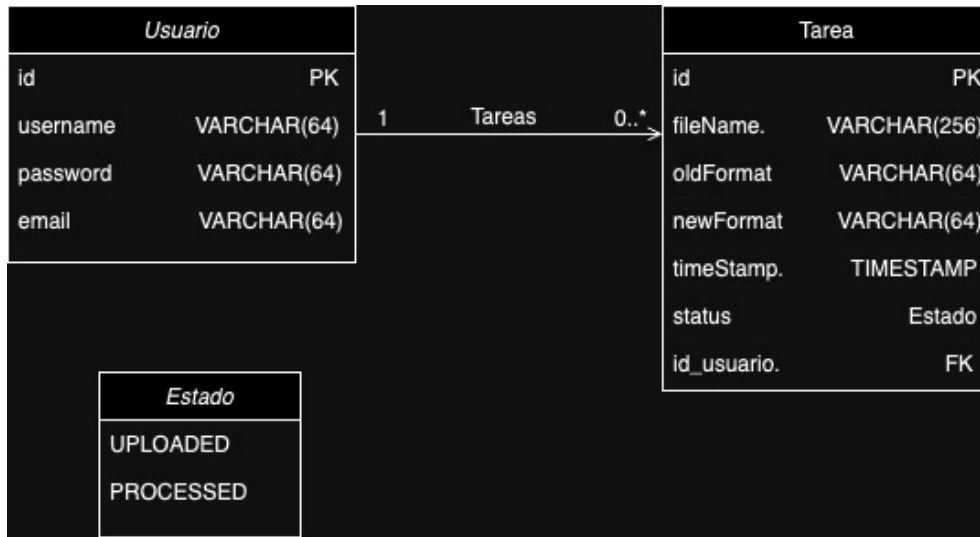 Usuario
id PK
username VARCHAR(64)
password VARCHAR(64)
email VARCHAR(64)
1 Tareas 0..*
Tarea
id PK
fileName. VARCHAR(256)
oldFormat VARCHAR(64)
newFormat VARCHAR(64)
timeStamp. TIMESTAMP
status Estado
id_usuario. FK
Estado
UPLOADED
PROCESSED